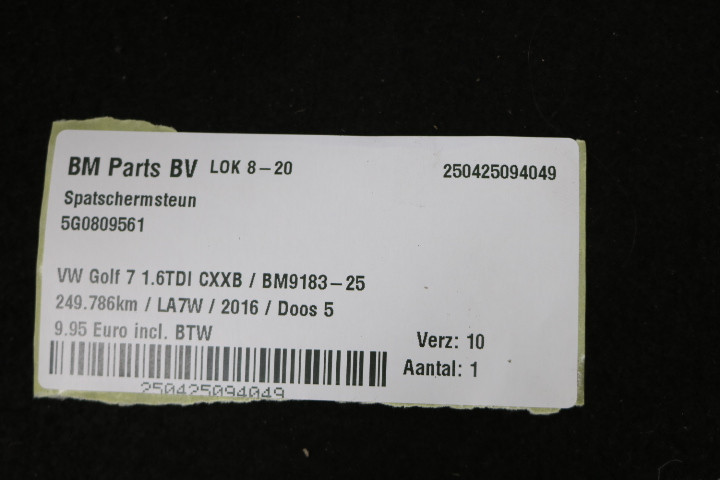 BM Parts BV LOK 8-20 250425094049
Spatschermsteun
5G0809561
VW Golf 7 1.6TDI CXXB / BM9183-25
249.786km / LA7W / 2016 / Doos 5
9.95 Euro incl. BTW
Verz: 10
Aantal: 1
250425094049